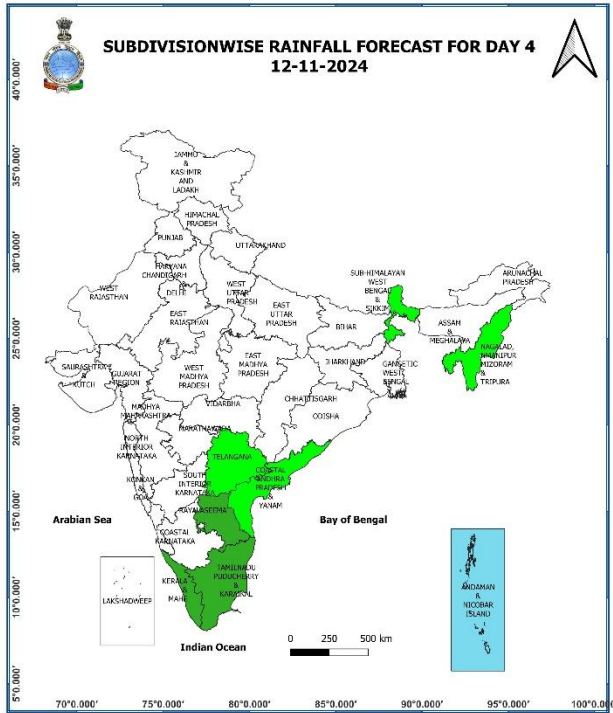 SUBDIVISIONWISE RAINFALL FORECAST FOR DAY 4
12-11-2024
40°0.000'
35°0.000'
30°0.000'
25°0.000'
20°0.000'
15°0.000'
10°0.000'
5°0.000'
JAMMO
&
KASHMIR
AND
LADAKH
HIMACHAL
PRADESH
PUNJAB
UTTARAKHAND
HARYANA
CHANDIGARH
&
DELHI
WEST
RAJASTHAN
WEST
UTTAR
PRADESH
EAST
RAJASTHAN
EAST
UTTAR
PRADESH
SUB-HIMALAYAN
WEST
BENGAL
&
SIKKIM
ARUNACHAL
PRADESH
BIHAR
ASSAM
&
MEGHALAYA
NAGALAD,
MANIPUR
MIZORAM
&
TRIPURA
SAURASHTRA
&
KUTCH
GUJARAT
REGION
WEST
MADHYA
PRADESH
EAST
MADHYA
PRADESH
JHARKHAND
GANGETIC
WEST
BENGAL
CHHATTISGARH
ODISHA
VIDARBHA
MADHYA
MAHARASHTRA
MARATHAWADA
NORTH
INTERIOR
KARNATAKA
TELANGANA
COASTAL
ANDHRA
PRADESH
&
YANAM
KONKAN
&
GOA
SOUTH
INTERIOR
KARNATAKA
RAYALASEEMA
Arabian Sea
Bay of Bengal
COASTAL
KARNATAKA
TAMILNADU
PUDUCHERRY
&
KARAIKAL
KERALA
&
MAHE
LAKSHADWEEP
ANDAMAN
&
NICOBAR
ISLAND
0 250 500 km
Indian Ocean
70°0.000' 75°0.000' 80°0.000' 85°0.000' 90°0.000' 95°0.000' 100°0.000'